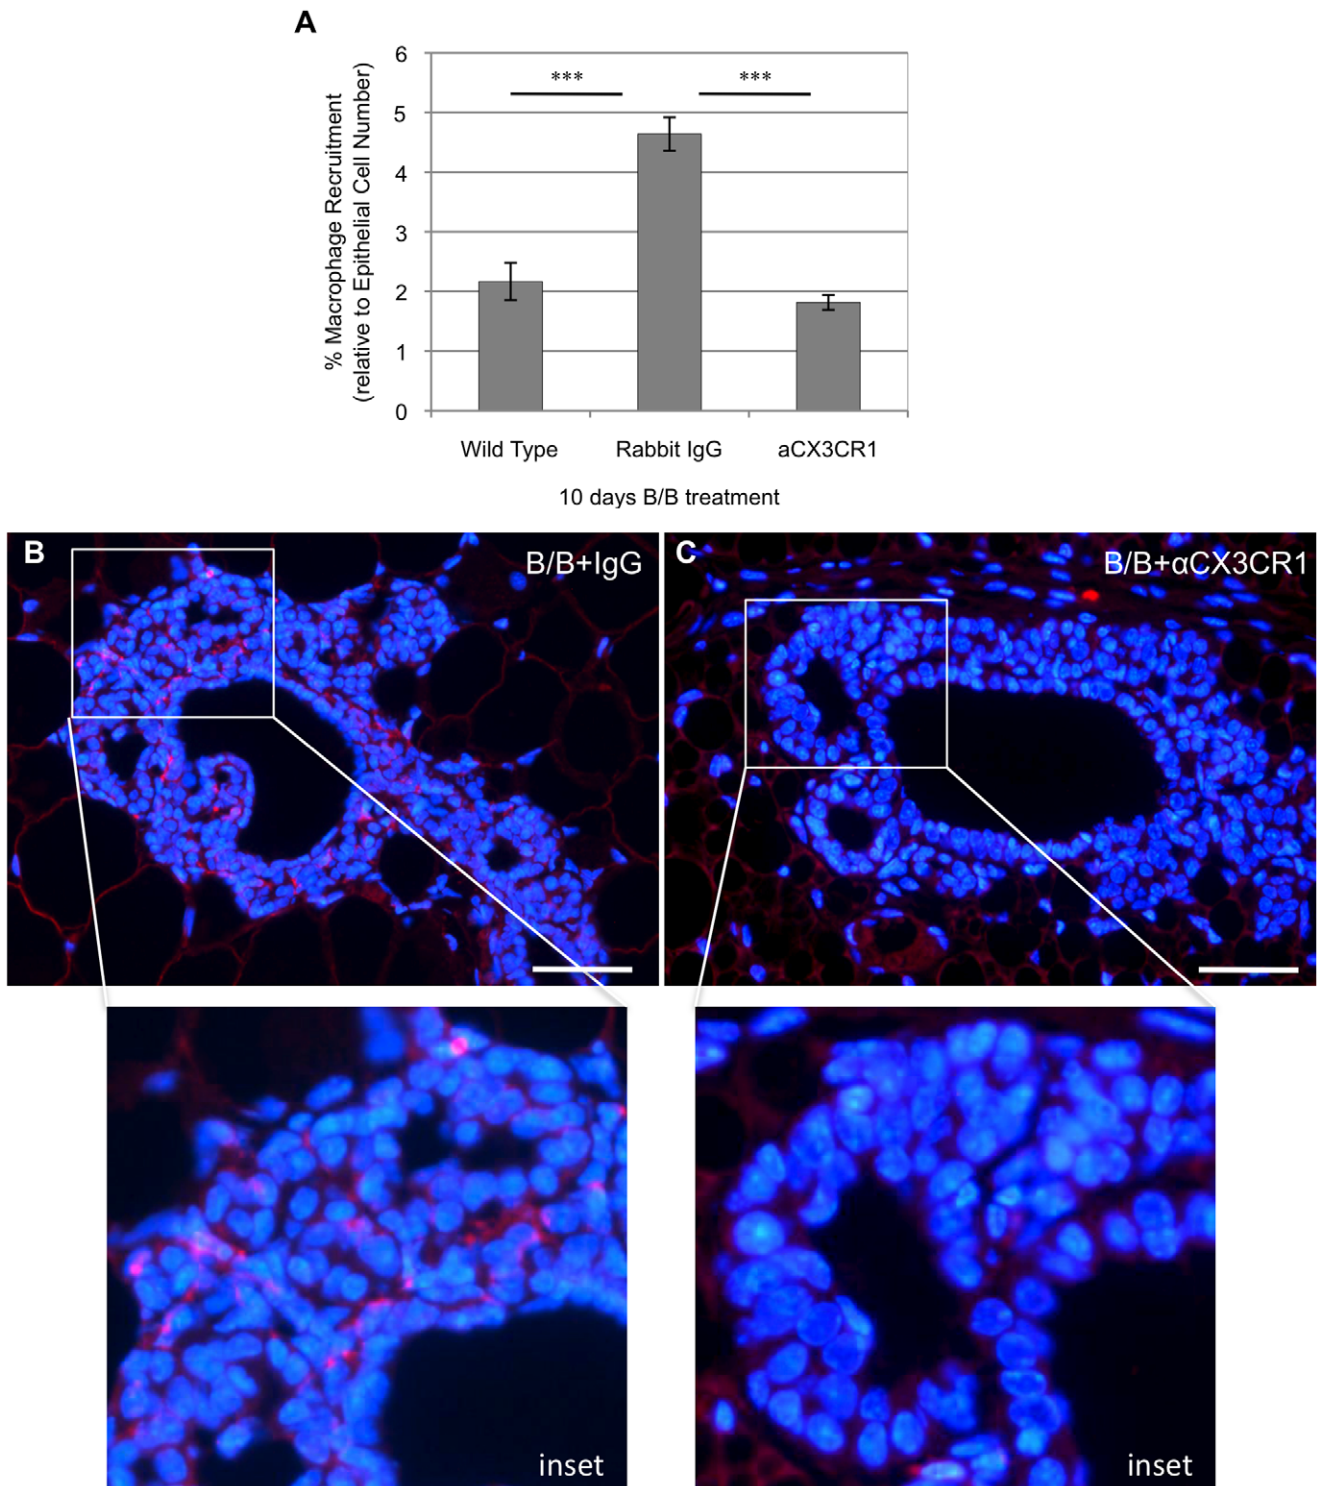 A
% Macrophage Recruitment
(relative to Epithelial Cell Number)
6
5
4
3
2
1
0
***
***
Wild Type
Rabbit IgG
aCX3CR1
10 days B/B treatment
B
B/B+IgG
C
B/B+αCX3CR1
inset
inset